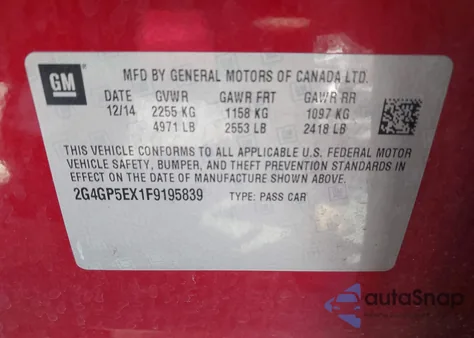 GM
MFD BY GENERAL MOTORS OF CANADA LTD.
DATE GVWR GAWR FRT GAWR RR
12/14 2255 KG 1158 KG 1097 KG
4971 LB 2553 LB 2418 LB
THIS VEHICLE CONFORMS TO ALL APPLICABLE U.S. FEDERAL MOTOR
VEHICLE SAFETY, BUMPER, AND THEFT PREVENTION STANDARDS IN
EFFECT ON THE DATE OF MANUFACTURE SHOWN ABOVE.
2G4GP5EX1F9195839 TYPE: PASS CAR
autoSnap